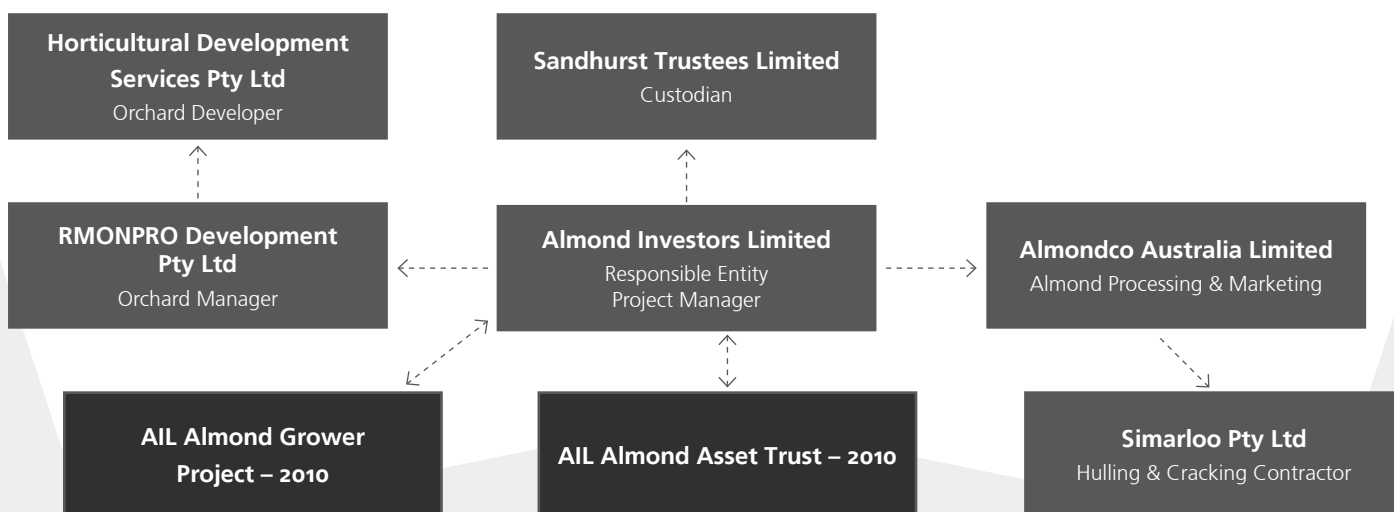 Horticultural Development
Services Pty Ltd
Orchard Developer
Sandhurst Trustees Limited
Custodian
RMONPRO Development
Pty Ltd
Orchard Manager
Almond Investors Limited
Responsible Entity
Project Manager
Almondco Australia Limited
Almond Processing & Marketing
AIL Almond Grower
Project – 2010
AIL Almond Asset Trust – 2010
Simarloo Pty Ltd
Hulling & Cracking Contractor